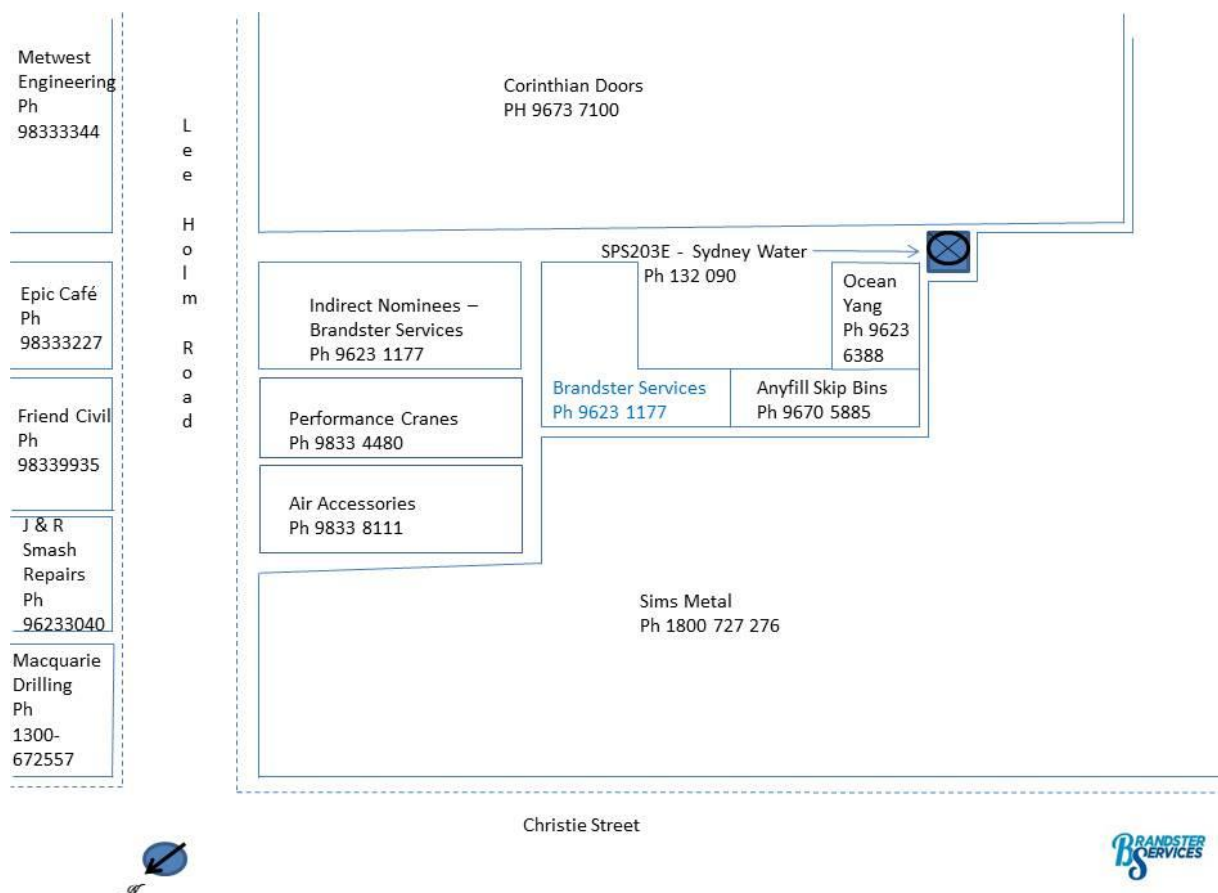 Metwest
Engineering
Ph
98333344
Corinthian Doors
PH 9673 7100
Lee Holm Road
SPS203E - Sydney Water
Ph 132 090
Epic Café
Ph
98333227
Indirect Nominees –
Brandster Services
Ph 9623 1177
Ocean
Yang
Ph 9623
6388
Brandster Services
Ph 9623 1177
Anyfill Skip Bins
Ph 9670 5885
Friend Civil
Ph
98339935
Performance Cranes
Ph 9833 4480
Air Accessories
Ph 9833 8111
J & R
Smash
Repairs
Ph
96233040
Sims Metal
Ph 1800 727 276
Macquarie
Drilling
Ph
1300-
672557
Christie Street
BRANDSTER
SERVICES